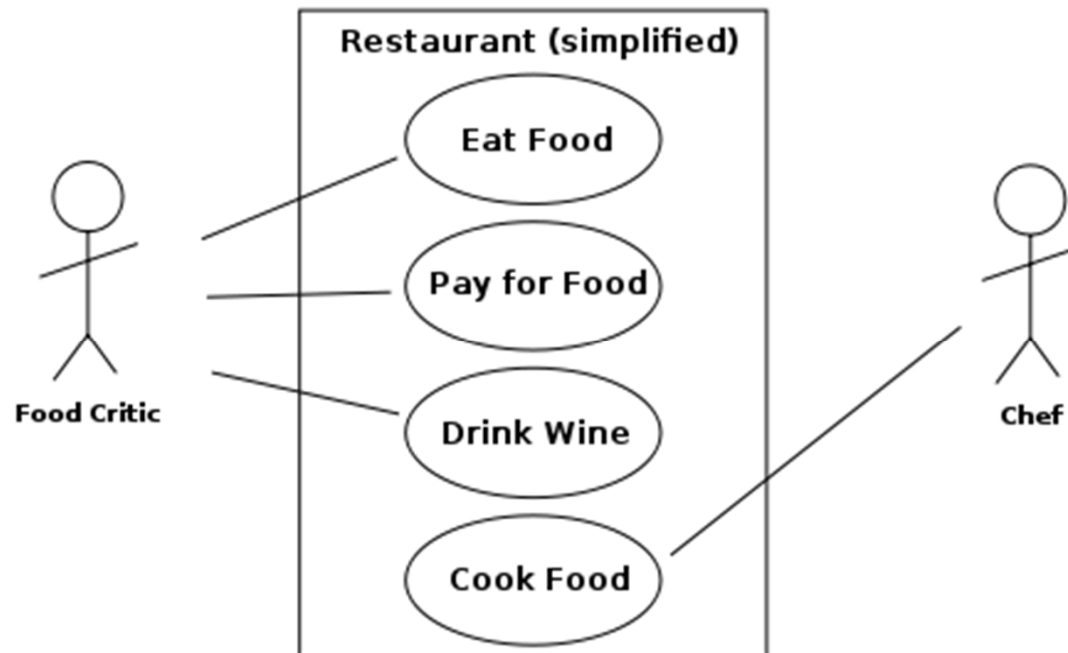 Restaurant (simplified)
Eat Food
Pay for Food
Drink Wine
Cook Food
Food Critic
Chef